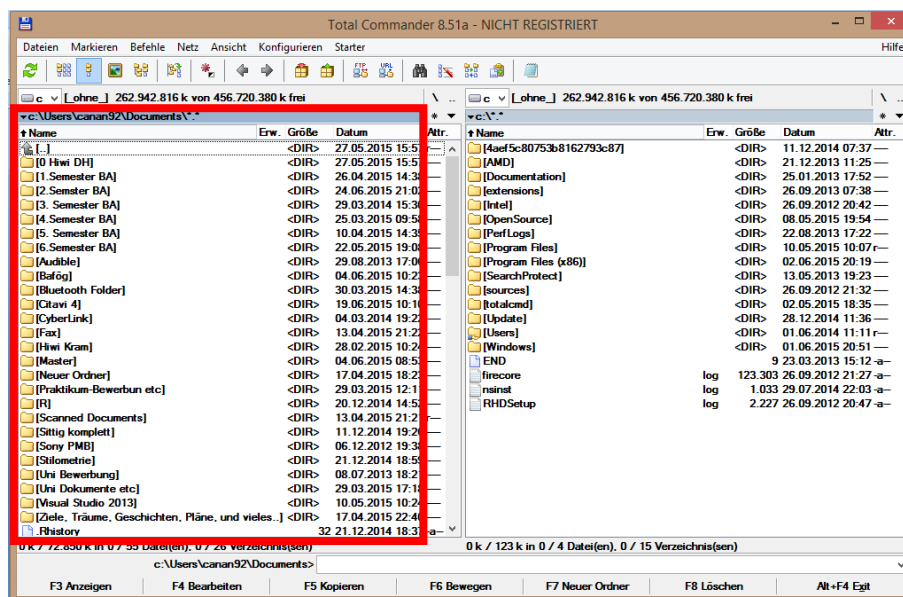 Total Commander 8.51a - NICHT REGISTRIERT
Dateien Markieren Befehle Netz Ansicht Konfigurieren Starter Hilfe
FTP URL
c [_ohne_] 262.942.816 k von 456.720.380 k frei \ ..
c:\Users\canan92\Documents\*.* * 
Name Erw. Größe Datum Attr.
[..] <DIR> 27.05.2015 15:5 r—
[0 Hiwi DH] <DIR> 27.05.2015 15:5 —
[1.Semester BA] <DIR> 26.04.2015 14:3 —
[2.Semster BA] <DIR> 24.06.2015 21:0 —
[3. Semester BA] <DIR> 29.03.2014 15:3 —
[4.Semester BA] <DIR> 25.03.2015 09:5 —
[5. Semester BA] <DIR> 10.04.2015 14:3 —
[6.Semester BA] <DIR> 22.05.2015 19:0 —
[Audible] <DIR> 29.08.2013 17:0 —
[Bafög] <DIR> 04.06.2015 10:2 —
[Bluetooth Folder] <DIR> 30.03.2015 14:3 —
[Citavi 4] <DIR> 19.06.2015 10:1 —
[CyberLink] <DIR> 04.03.2014 19:2 —
[Fax] <DIR> 13.04.2015 21:2 —
[Hiwi Kram] <DIR> 28.02.2015 10:2 —
[Master] <DIR> 04.06.2015 08:5 —
[Neuer Ordner] <DIR> 17.04.2015 18:2 —
[Praktikum-Bewerbun etc] <DIR> 29.03.2015 12:1 —
[R] <DIR> 20.12.2014 14:5 —
[Scanned Documents] <DIR> 13.04.2015 21:2 r—
[Sittig komplett] <DIR> 11.12.2014 19:2 —
[Sony PMB] <DIR> 06.12.2012 19:3 —
[Stilometrie] <DIR> 21.12.2014 18:5 —
[Uni Bewerbung] <DIR> 08.07.2013 18:2 —
[Uni Dokumente etc] <DIR> 29.03.2015 17:1 —
[Visual Studio 2013] <DIR> 10.05.2015 10:2 —
[Ziele, Träume, Geschichten, Pläne, und vieles..] <DIR> 17.04.2015 22:4 —
.Rhistory 32 21.12.2014 18:3 -a--
0 k / 72.850 k in 0 / 55 Datei(en), 0 / 26 Verzeichnis(sen)
c [_ohne_] 262.942.816 k von 456.720.380 k frei \ ..
c:\*.* *
Name Erw. Größe Datum Attr.
[4aef5c80753b8162793c87] <DIR> 11.12.2014 07:37 —
[AMD] <DIR> 21.12.2013 11:25 —
[Documentation] <DIR> 25.01.2013 17:52 —
[extensions] <DIR> 26.09.2013 07:38 —
[Intel] <DIR> 26.09.2012 20:42 —
[OpenSource] <DIR> 08.05.2015 19:54 —
[PerfLogs] <DIR> 22.08.2013 17:22 —
[Program Files] <DIR> 10.05.2015 10:07 r—
[Program Files (x86)] <DIR> 02.06.2015 20:19 —
[SearchProtect] <DIR> 13.05.2013 19:23 —
[sources] <DIR> 26.09.2012 21:32 —
[totalcmd] <DIR> 02.05.2015 18:35 —
[Update] <DIR> 28.12.2014 11:36 —
[Users] <DIR> 01.06.2014 11:11 r—
[Windows] <DIR> 01.06.2015 20:51 —
END 9 23.03.2013 15:12 -a--
firecore log 123.303 26.09.2012 21:27 -a--
nsinst log 1.033 29.07.2014 22:03 -a--
RHDSetup log 2.227 26.09.2012 20:47 -a--
0 k / 123 k in 0 / 4 Datei(en), 0 / 15 Verzeichnis(sen)
c:\Users\canan92\Documents>
F3 Anzeigen F4 Bearbeiten F5 Kopieren F6 Bewegen F7 Neuer Ordner F8 Löschen Alt+F4 Exit